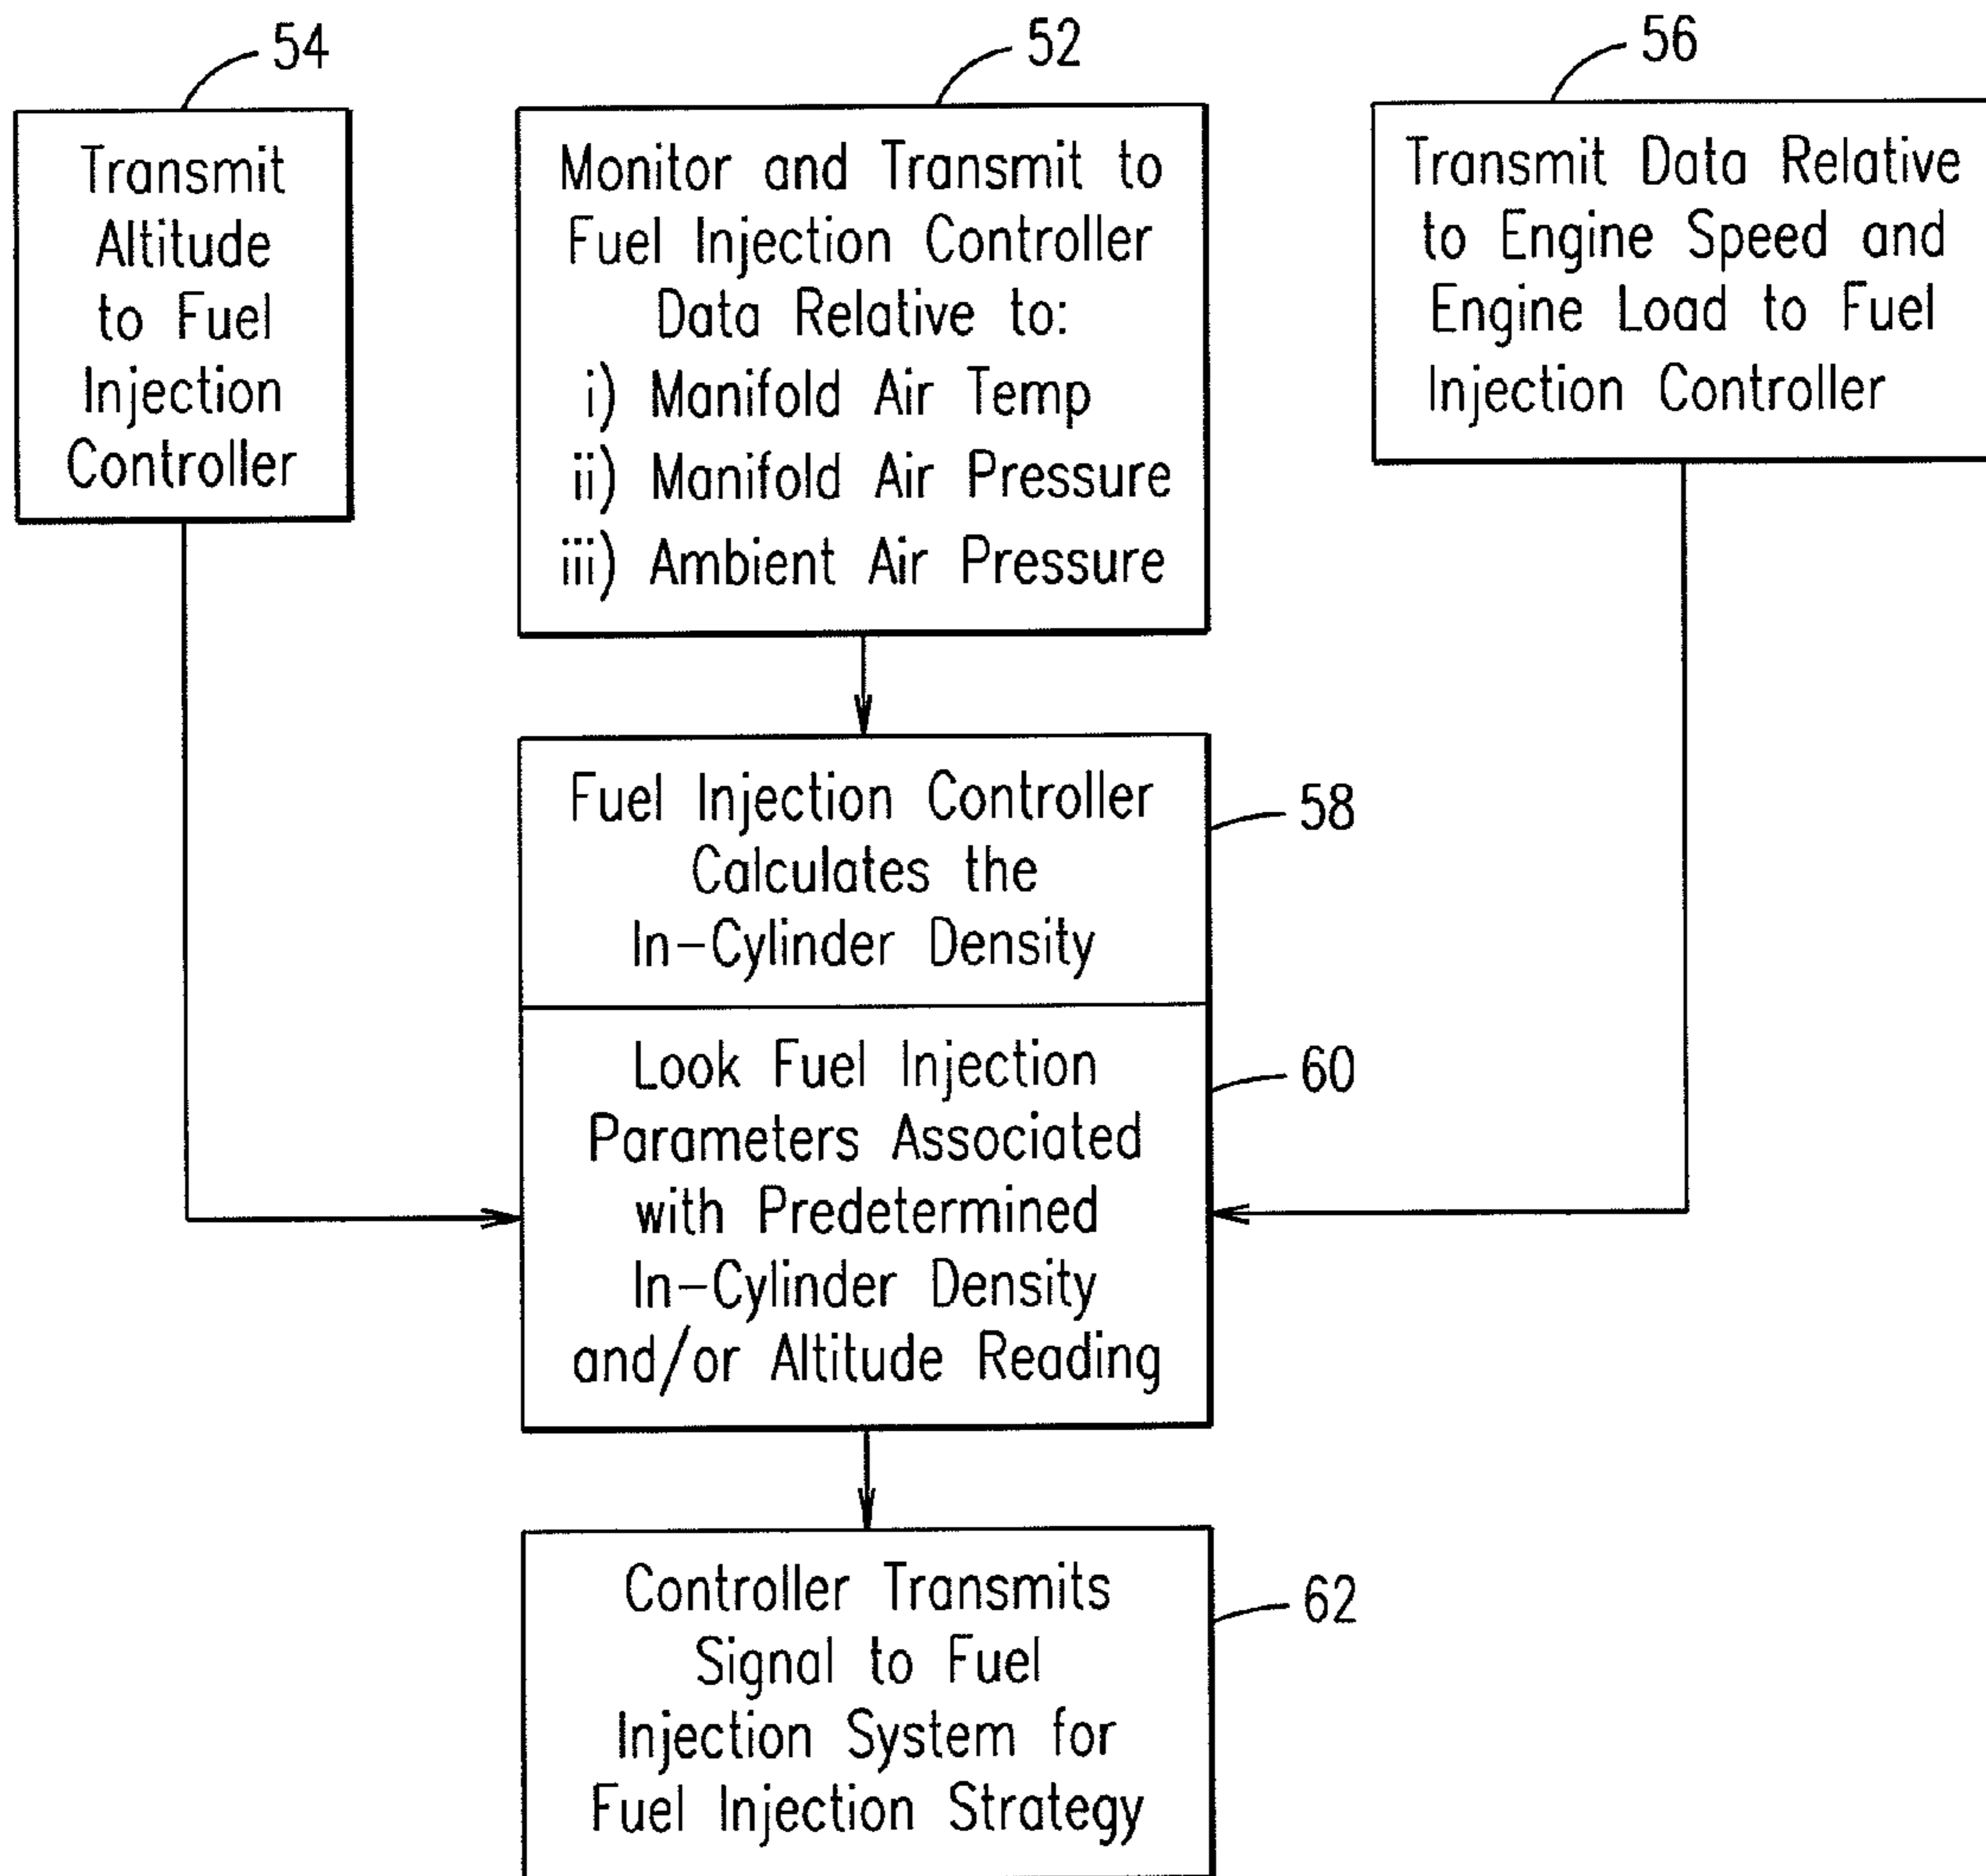 54
Transmit
Altitude
to Fuel
Injection
Controller
52
Monitor and Transmit to
Fuel Injection Controller
Data Relative to:
i) Manifold Air Temp
ii) Manifold Air Pressure
iii) Ambient Air Pressure
56
Transmit Data Relative
to Engine Speed and
Engine Load to Fuel
Injection Controller
Fuel Injection Controller
Calculates the
In-Cylinder Density
58
Look Fuel Injection
Parameters Associated
with Predetermined
In-Cylinder Density
and/or Altitude Reading
60
Controller Transmits
Signal to Fuel
Injection System for
Fuel Injection Strategy
62